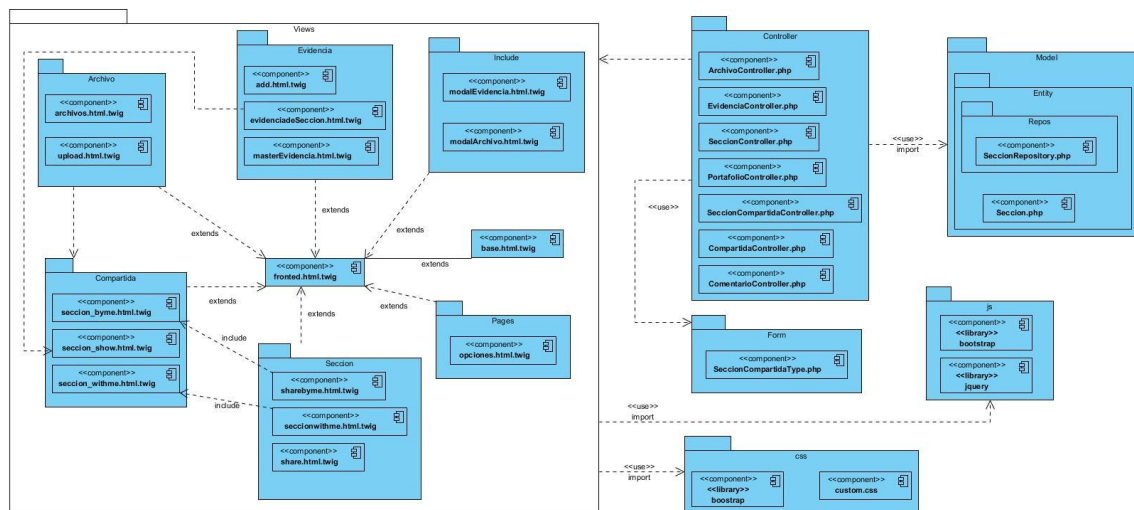 Views
Archivo
<<component>>
archivos.html.twig
<<component>>
upload.html.twig
Evidencia
<<component>>
add.html.twig
<<component>>
evidenciadeSeccion.html.twig
<<component>>
masterEvidencia.html.twig
Include
<<component>>
modalEvidencia.html.twig
<<component>>
modalArchivo.html.twig
extends
extends
extends
<<component>>
base.html.twig
extends
<<component>>
fronted.html.twig
Compartida
<<component>>
seccion_byme.html.twig
<<component>>
seccion_show.html.twig
<<component>>
seccion_withme.html.twig
extends
extends
extends
include
include
Pages
<<component>>
opciones.html.twig
Seccion
<<component>>
sharebyme.html.twig
<<component>>
seccionwithme.html.twig
<<component>>
share.html.twig
Controller
<<component>>
ArchivoController.php
<<component>>
EvidenciaController.php
<<component>>
SeccionController.php
<<component>>
PortafolioController.php
<<component>>
SeccionCompartidaController.php
<<component>>
CompartidaController.php
<<component>>
ComentarioController.php
<<use>>
import
<<use>>
Model
Entity
Repos
<<component>>
SeccionRepository.php
<<component>>
Seccion.php
Form
<<component>>
SeccionCompartidaType.php
js
<<component>>
<<library>>
bootstrap
<<component>>
<<library>>
jquery
<<use>>
import
<<use>>
import
css
<<component>>
<<library>>
boostrap
<<component>>
custom.css